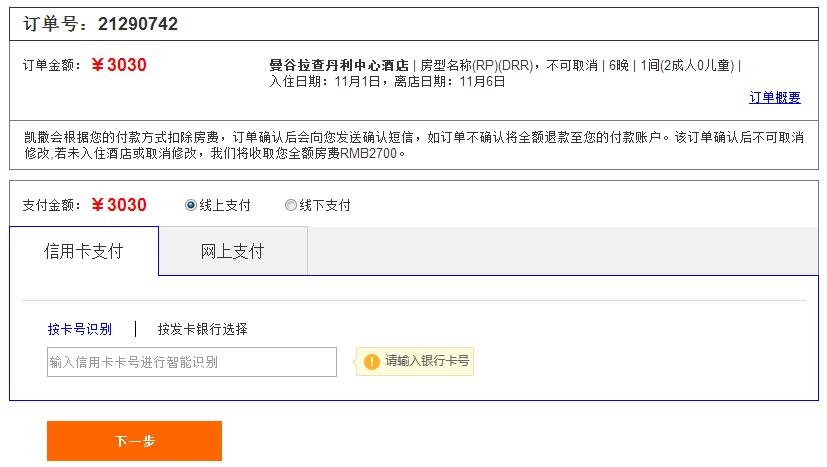 订单号：21290742
订单金额：￥3030
曼谷拉查丹利中心酒店 | 房型名称(RP)(DRR)，不可取消 | 6晚 | 1间(2成人0儿童) |
入住日期：11月1日，离店日期：11月6日
订单概要
凯撒会根据您的付款方式扣除房费，订单确认后会向您发送确认短信，如订单不确认将全额退款至您的付款账户。该订单确认后不可取消
修改,若未入住酒店或取消修改，我们将收取您全额房费RMB2700。
支付金额：￥3030 线上支付 线下支付
信用卡支付 网上支付
按卡号识别 | 按发卡银行选择
输入信用卡卡号进行智能识别 请输入银行卡号
下一步